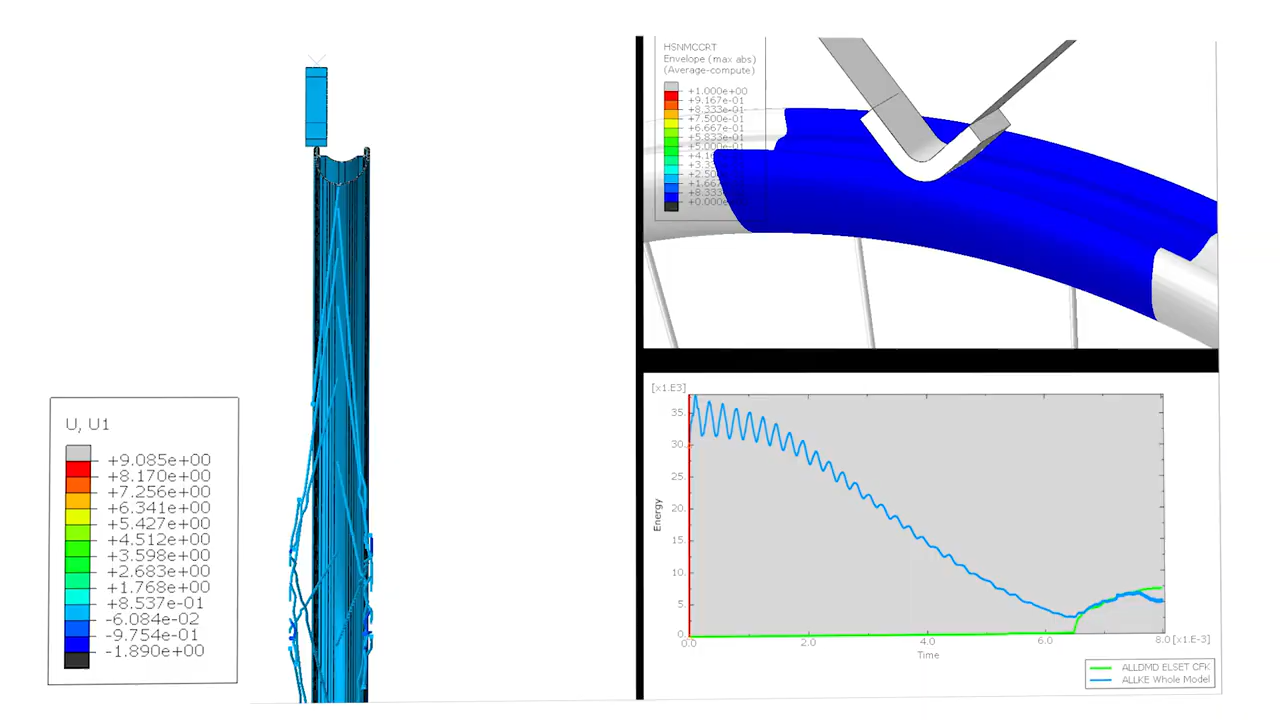 U, U1
+9.085e+00
+8.170e+00
+7.256e+00
+6.341e+00
+5.427e+00
+4.512e+00
+3.598e+00
+2.683e+00
+1.768e+00
+8.537e-01
-6.084e-02
-9.754e-01
-1.890e+00
HSNMCCRT
Envelope (max abs)
(Average-compute)
+1.000e+00
+9.167e-01
+8.333e-01
+7.500e-01
+6.667e-01
+5.833e-01
+5.000e-01
+0.000e+
[x1.E3]
35.
30.
25.
20.
15.
10.
5.
0.
Energy
0.0 2.0 4.0 6.0 8.0 [x1.E-3]
Time
ALLDMD ELSET CFK
ALLKE Whole Model